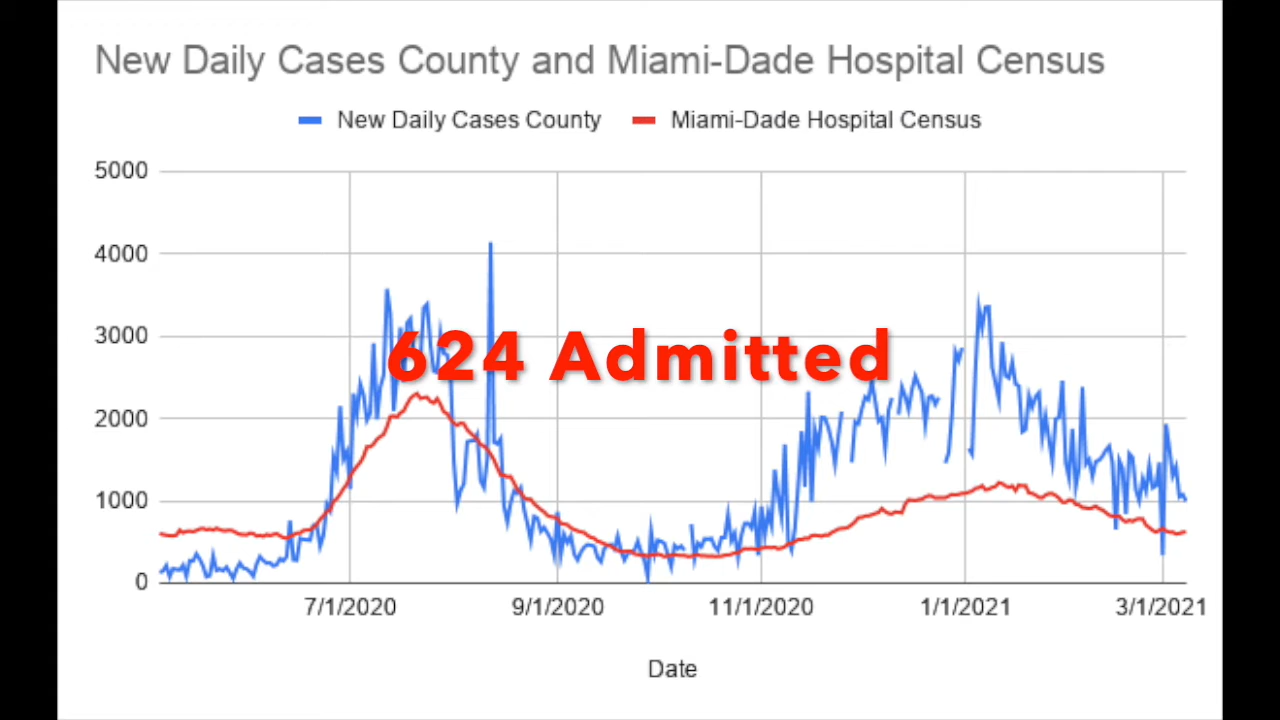 New Daily Cases County and Miami-Dade Hospital Census
New Daily Cases County Miami-Dade Hospital Census
5000
4000
3000
624 Admitted
2000
1000
0
7/1/2020 9/1/2020 11/1/2020 1/1/2021 3/1/2021
Date